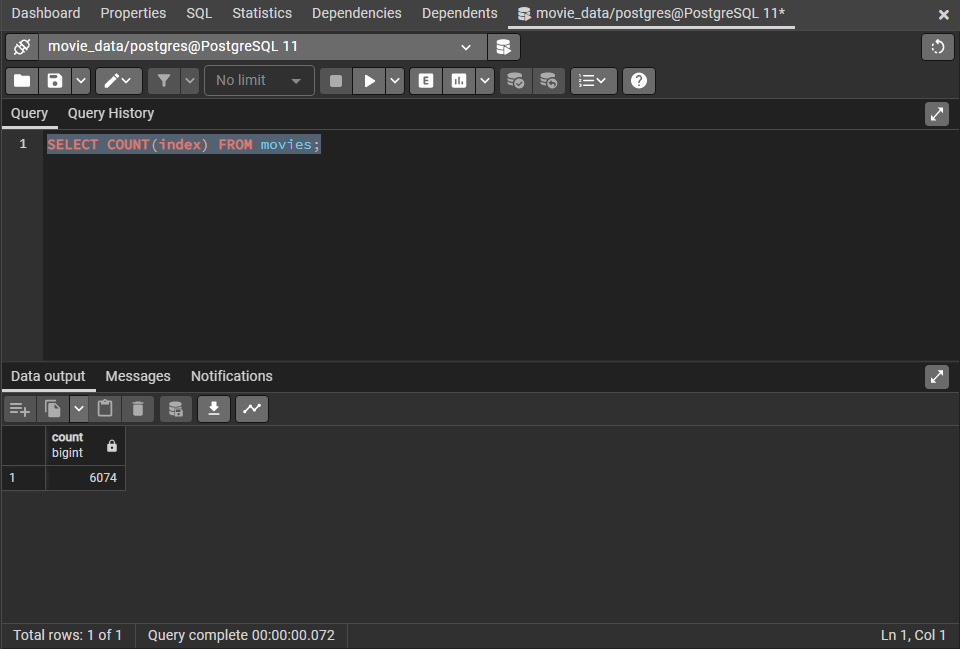 Dashboard Properties SQL Statistics Dependencies Dependents movie_data/postgres@PostgreSQL 11*
movie_data/postgres@PostgreSQL 11
No limit E
Query Query History
1 SELECT COUNT(index) FROM movies;
Data output Messages Notifications
count
bigint
1 6074
Total rows: 1 of 1 Query complete 00:00:00.072 Ln 1, Col 1